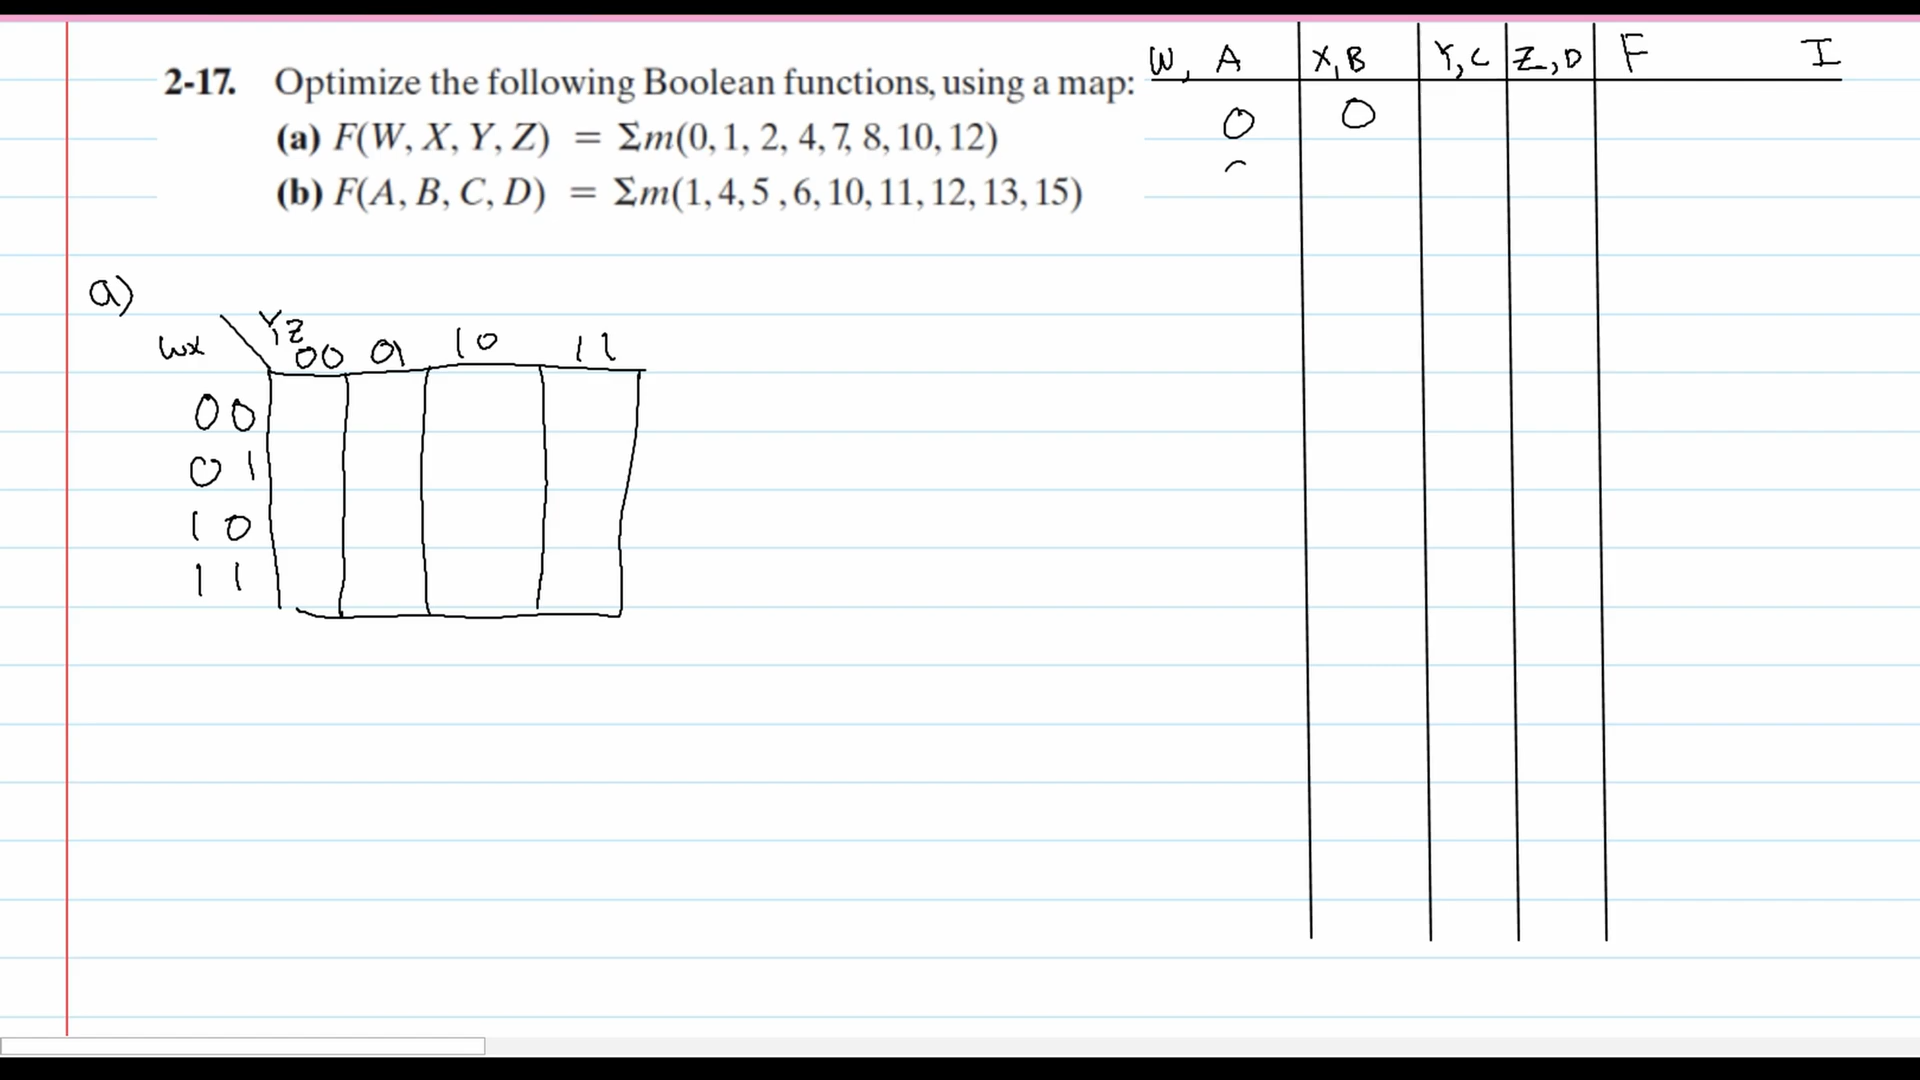 2-17. Optimize the following Boolean functions, using a map:
(a) F(W, X, Y, Z) = Σm(0, 1, 2, 4, 7, 8, 10, 12)
(b) F(A, B, C, D) = Σm(1, 4, 5 , 6, 10, 11, 12, 13, 15)
W, A X, B Y, C Z, D F I
0 0
a)
YZ
WX 00 01 10 11
00
01
10
11